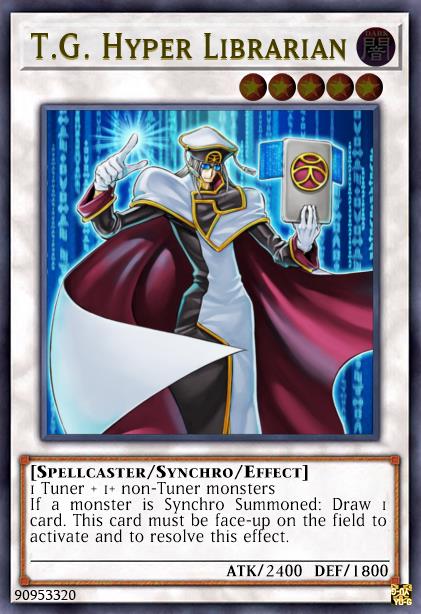 T.G. Hyper Librarian
DARK
闇
[Spellcaster/Synchro/Effect]
1 Tuner + 1+ non-Tuner monsters
If a monster is Synchro Summoned: Draw 1
card. This card must be face-up on the field to
activate and to resolve this effect.
ATK/2400 DEF/1800
90953320